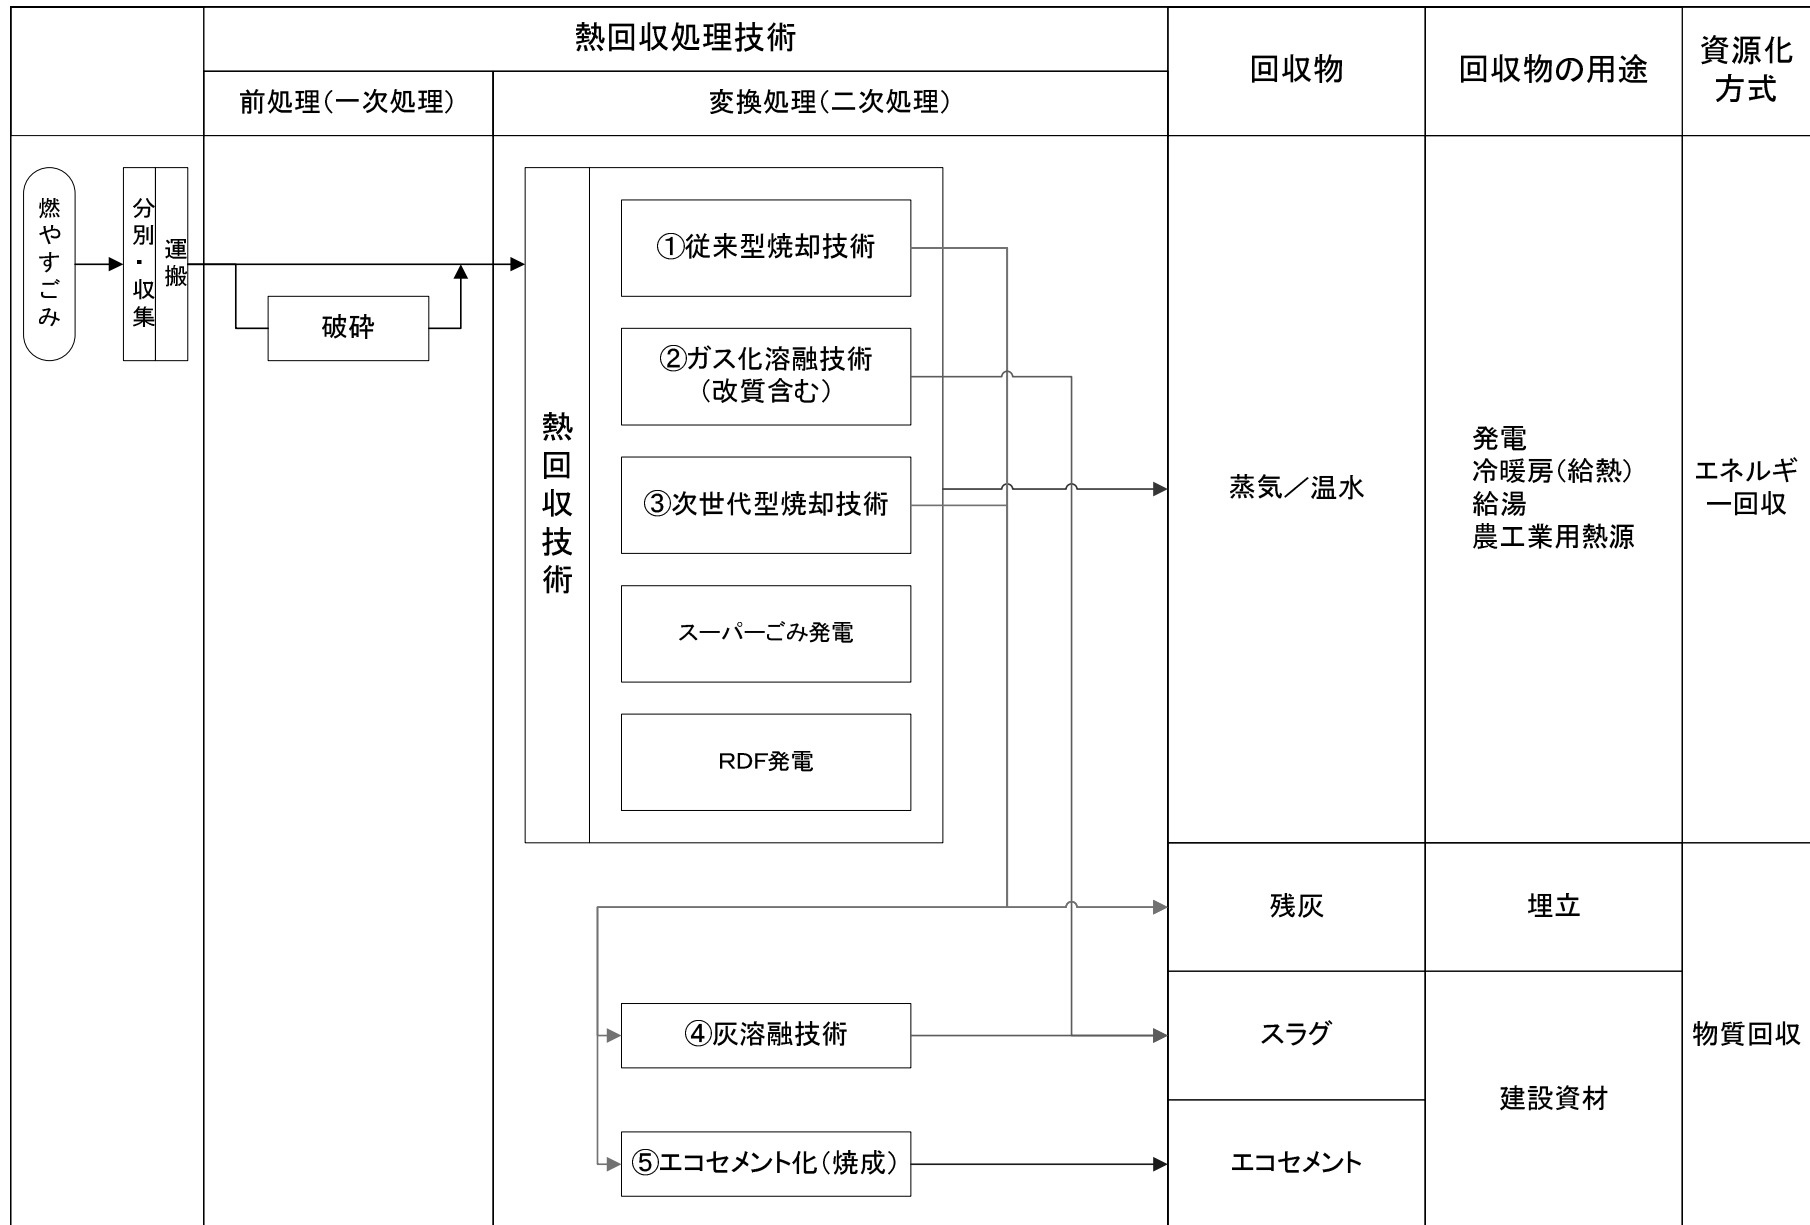 熱回収処理技術
回収物
回収物の用途
資源化
方式
前処理（一次処理）
変換処理（二次処理）
燃やすごみ
分別・収集
運搬
破砕
熱回収技術
①従来型焼却技術
②ガス化溶融技術
（改質含む）
③次世代型焼却技術
スーパーごみ発電
RDF発電
蒸気／温水
発電
冷暖房（給熱）
給湯
農工業用熱源
エネルギ
ー回収
残灰
埋立
④灰溶融技術
スラグ
建設資材
物質回収
⑤エコセメント化（焼成）
エコセメント